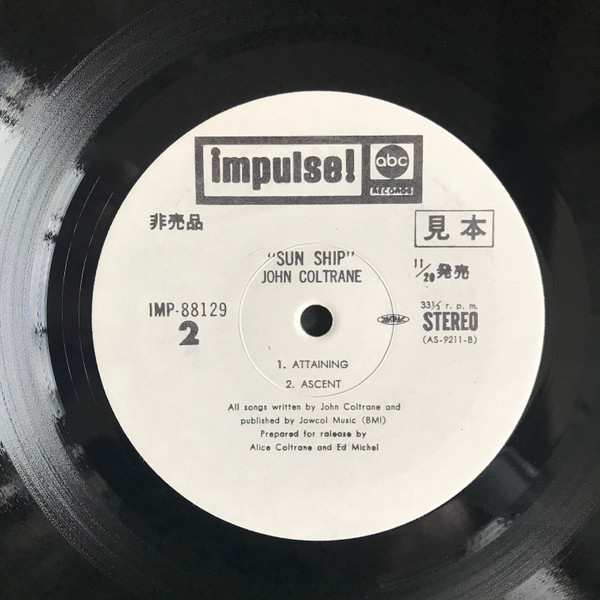 impulse!
abc
RECORDS
非売品
見本
"SUN SHIP"
JOHN COLTRANE
11/20発売
IMP-88129
2
33⅓ r. p. m.
STEREO
(AS-9211-B)
1. ATTAINING
2. ASCENT
All songs written by John Coltrane and
published by Jowcol Music (BMI)
Prepared for release by
Alice Coltrane and Ed Michel